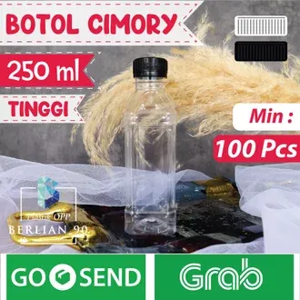 BOTOL CIMORY
250 ml
TINGGI
Min :
100 Pcs
BERLIAN 99
GO SEND
Grab